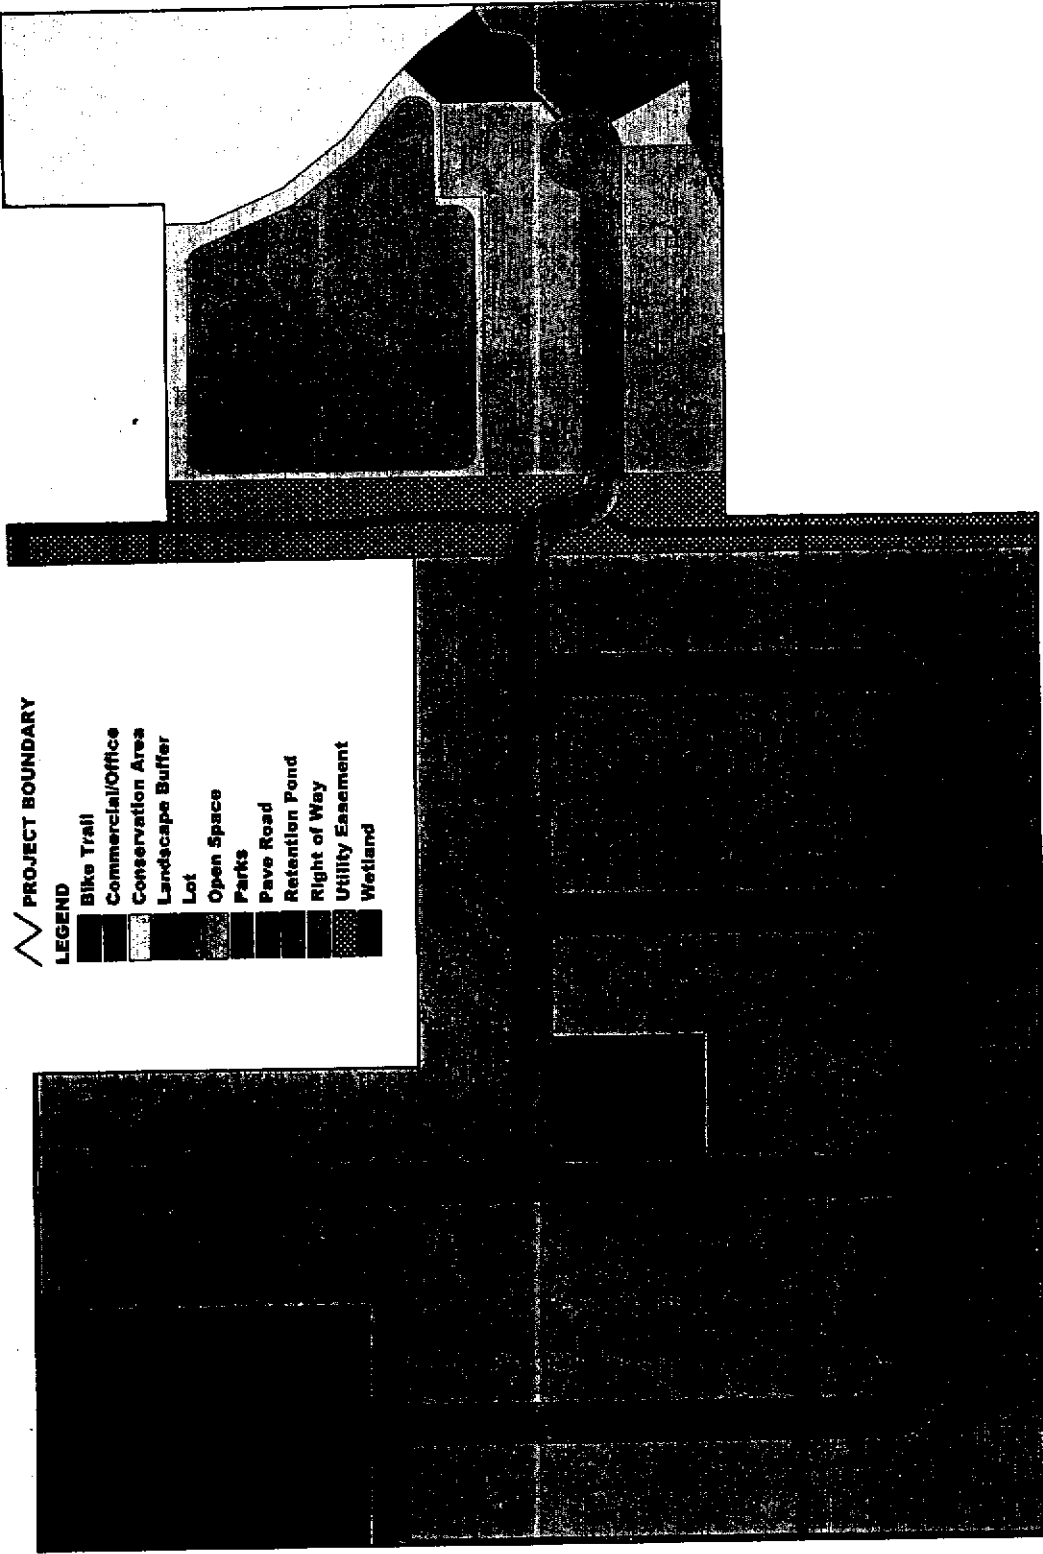 PROJECT BOUNDARY
LEGEND
Bike Trail
Commercial/Office
Conservation Area
Landscape Buffer
Lot
Open Space
Parks
Pave Road
Retention Pond
Right of Way
Utility Easement
Wetland